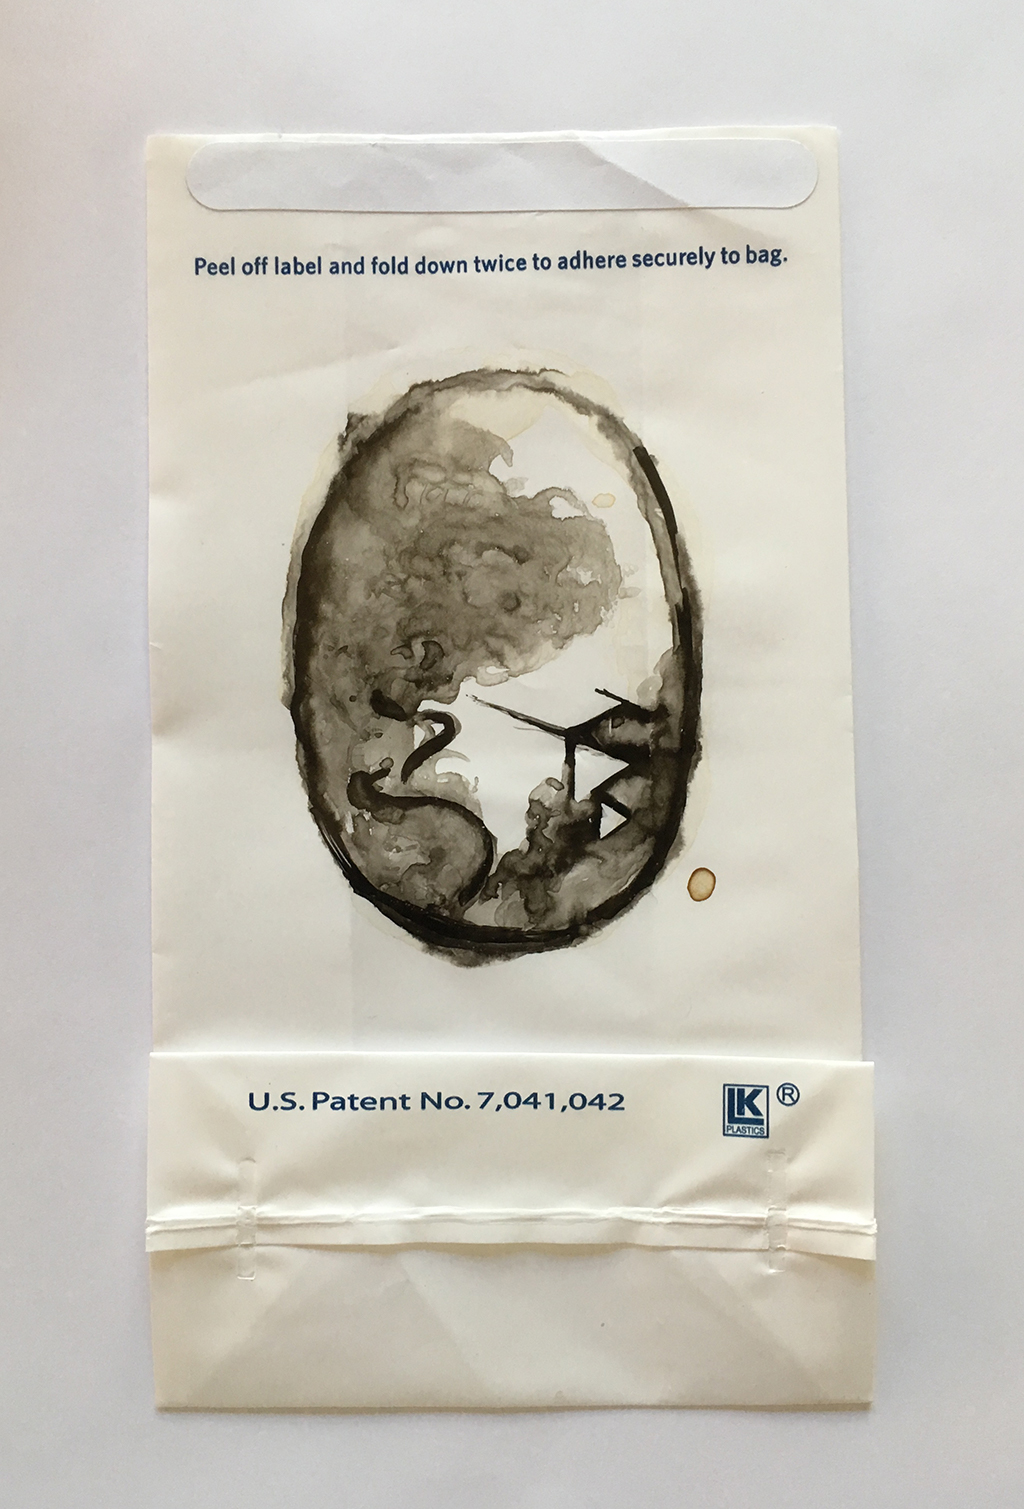 Peel off label and fold down twice to adhere securely to bag.
U.S. Patent No. 7,041,042
LK ®
PLASTICS